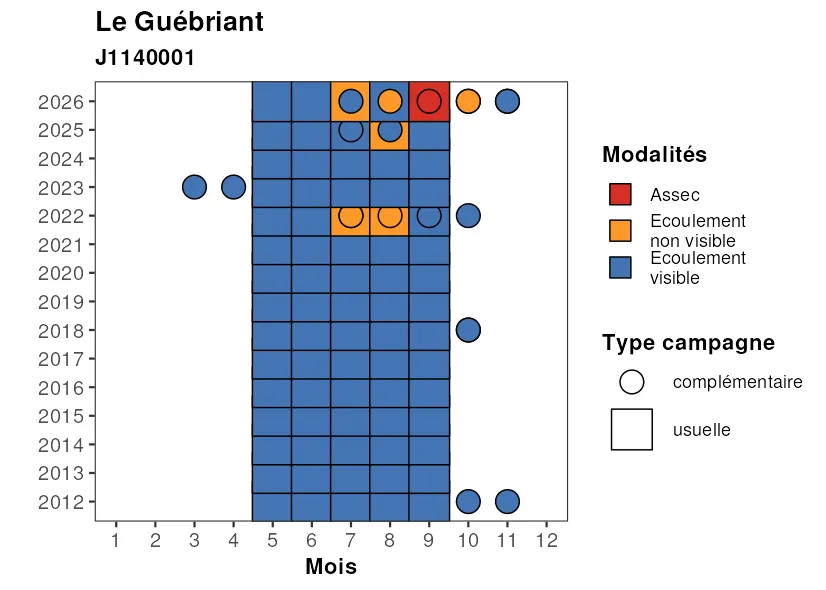 Le Guébriant
J1140001
2026
2025
2024
2023
2022
2021
2020
2019
2018
2017
2016
2015
2014
2013
2012
1 2 3 4 5 6 7 8 9 10 11 12
Mois
Modalités
Assec
Ecoulement
non visible
Ecoulement
visible
Type campagne
complémentaire
usuelle